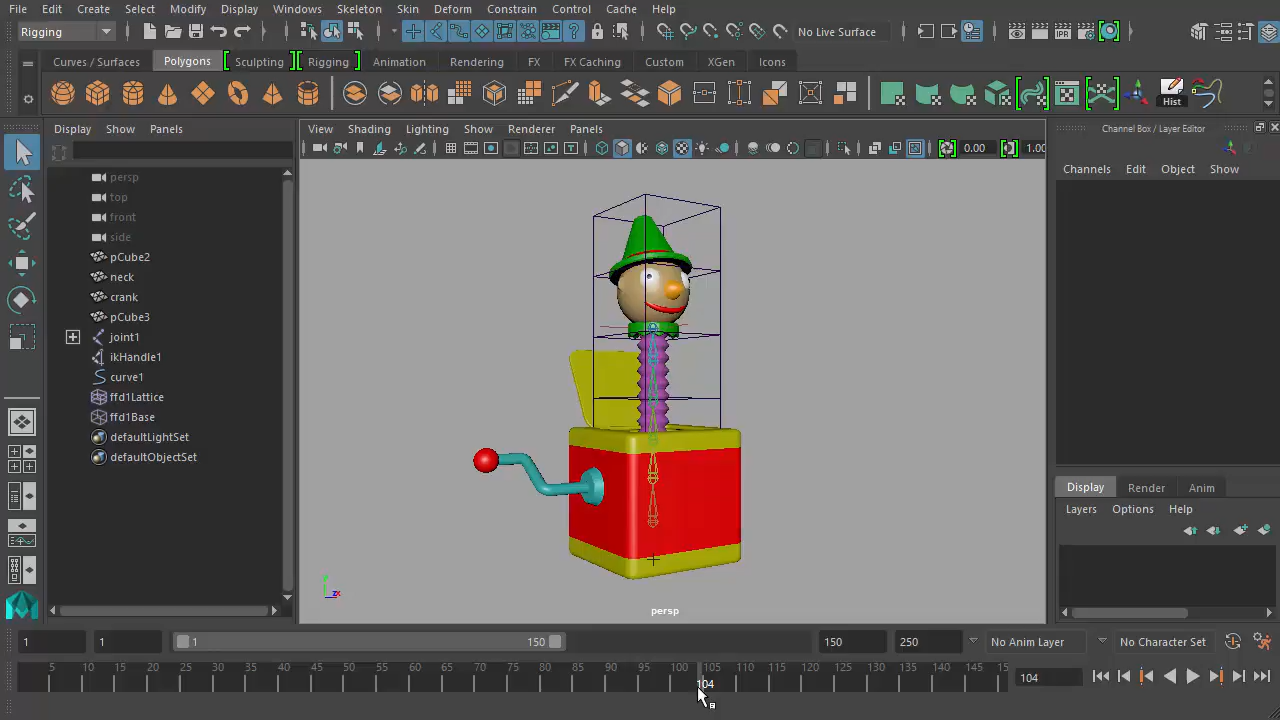 File Edit Create Select Modify Display Windows Skeleton Skin Deform Constrain Control Cache Help
Rigging No Live Surface
Curves / Surfaces Polygons Sculpting Rigging Animation Rendering FX FX Caching Custom XGen Icons
Hist
Display Show Panels View Shading Lighting Show Renderer Panels Channel Box / Layer Editor
0.00 1.00
Channels Edit Object Show
persp
top
front
side
pCube2
neck
crank
pCube3
joint1
ikHandle1
curve1
ffd1Lattice
ffd1Base
defaultLightSet
defaultObjectSet
Display Render Anim
Layers Options Help
persp
1 1 1 150 150 250 No Anim Layer No Character Set
5 10 15 20 25 30 35 40 45 50 55 60 65 70 75 80 85 90 95 100 105 110 115 120 125 130 135 140 145 15
104 104